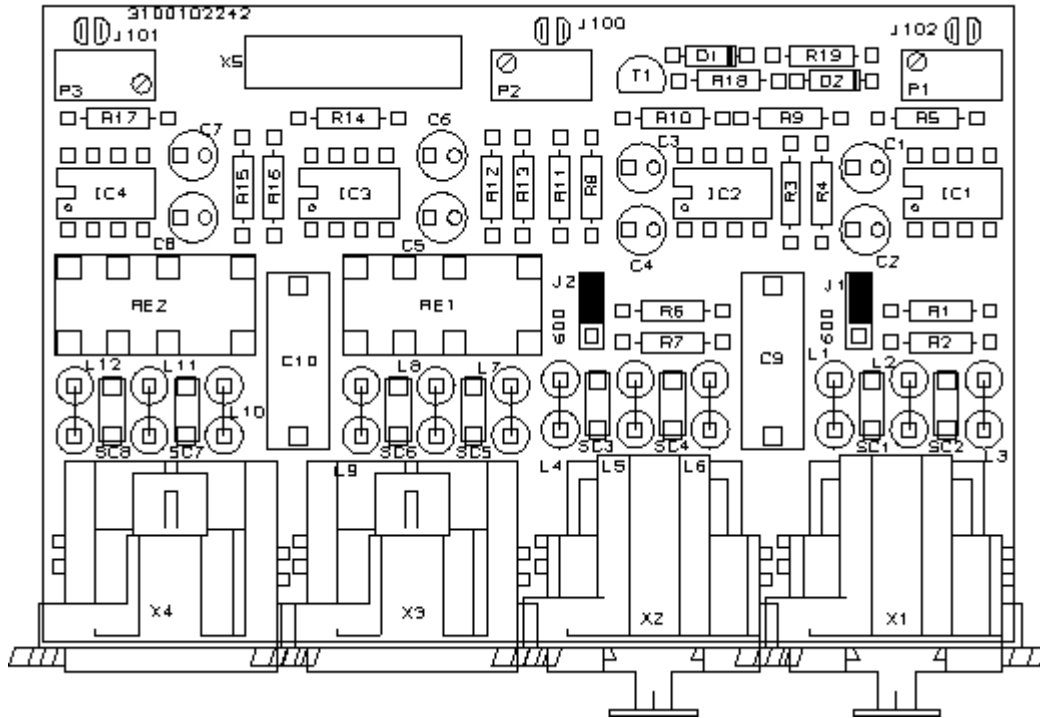 3100102242
J101
J100
J102
X5
T1
D1
R19
P3
P2
R18
D2
P1
R17
R14
R10
R9
R5
C7
C6
C3
C1
IC4
R15
R16
IC3
R12
R13
R11
R8
IC2
R3
R4
IC1
C8
C5
C4
C2
RE2
RE1
J2
J1
600
600
R6
R1
R7
R2
C10
C9
L12
L11
L8
L7
L1
L2
L10
SC8
SC7
SC6
SC5
SC3
SC4
SC1
SC2
L9
L4
L5
L6
L3
X4
X3
X2
X1